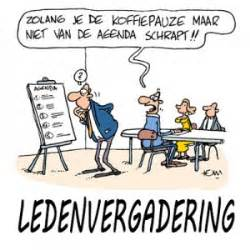 ZOLANG JE DE KOFFIEPAUZE MAAR
NIET VAN DE AGENDA SCHRAPT!!
?
AGENDA
LEDENVERGADERING